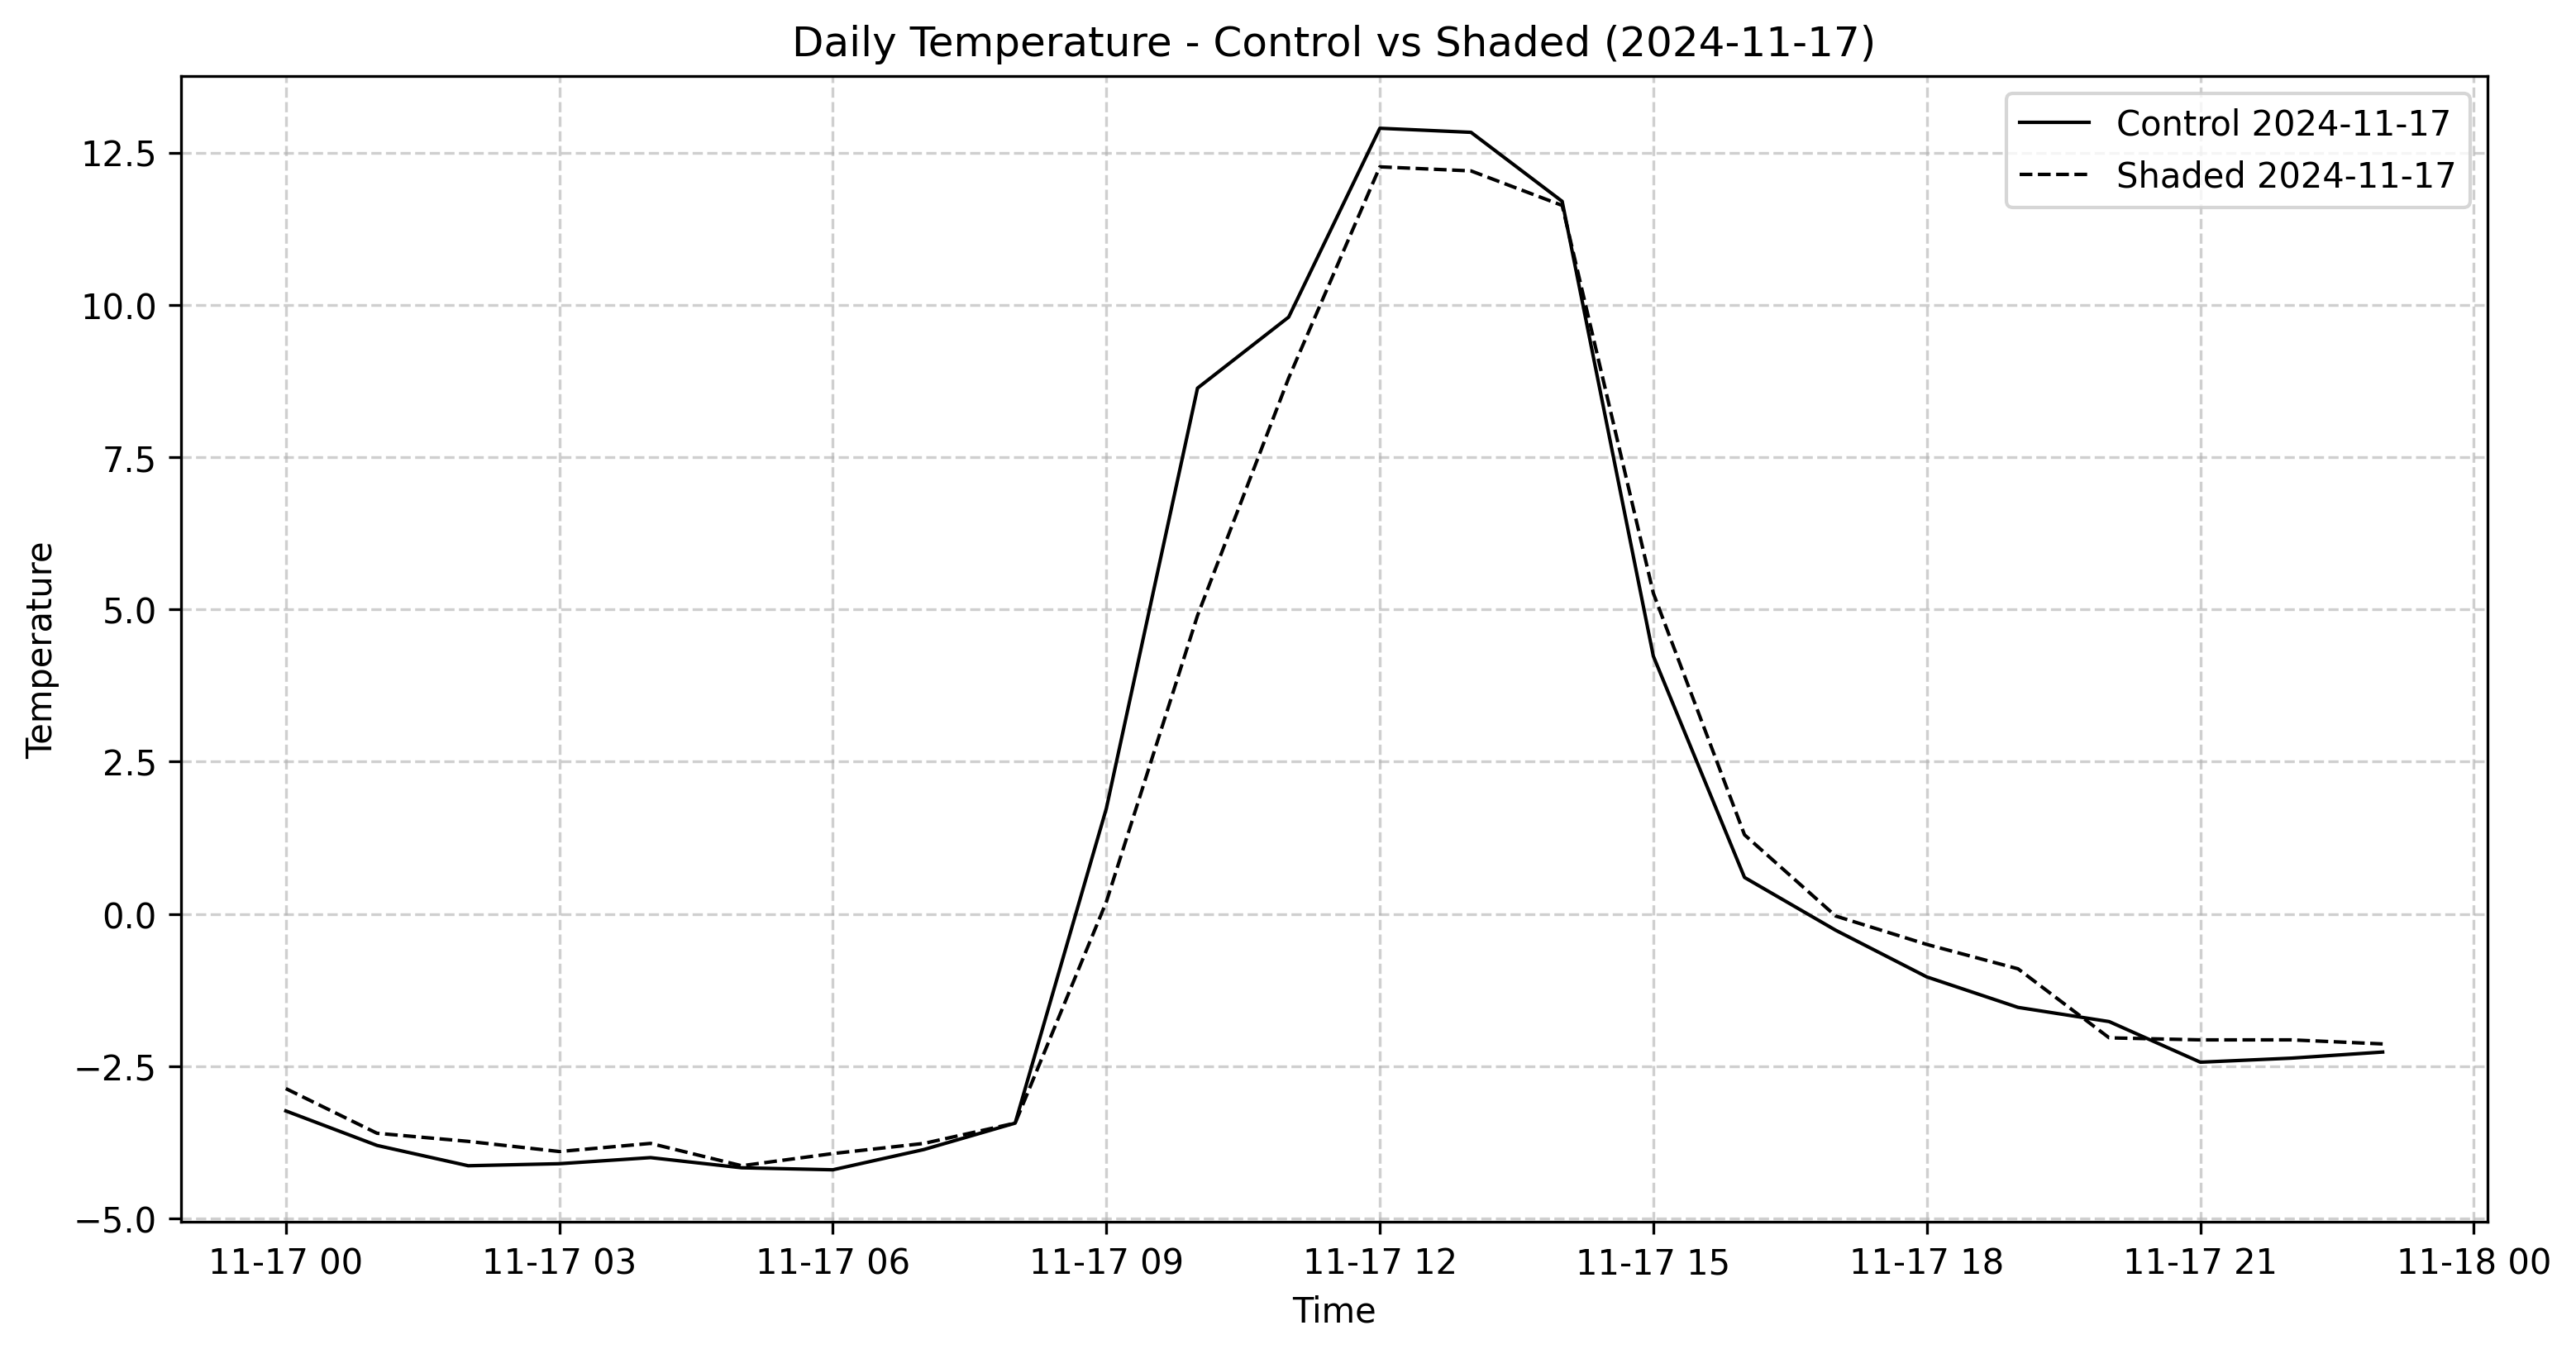 Daily Temperature - Control vs Shaded (2024-11-17)
Control 2024-11-17
Shaded 2024-11-17
Temperature
12.5
10.0
7.5
5.0
2.5
0.0
−2.5
−5.0
11-17 00 11-17 03 11-17 06 11-17 09 11-17 12 11-17 15 11-17 18 11-17 21 11-18 00
Time